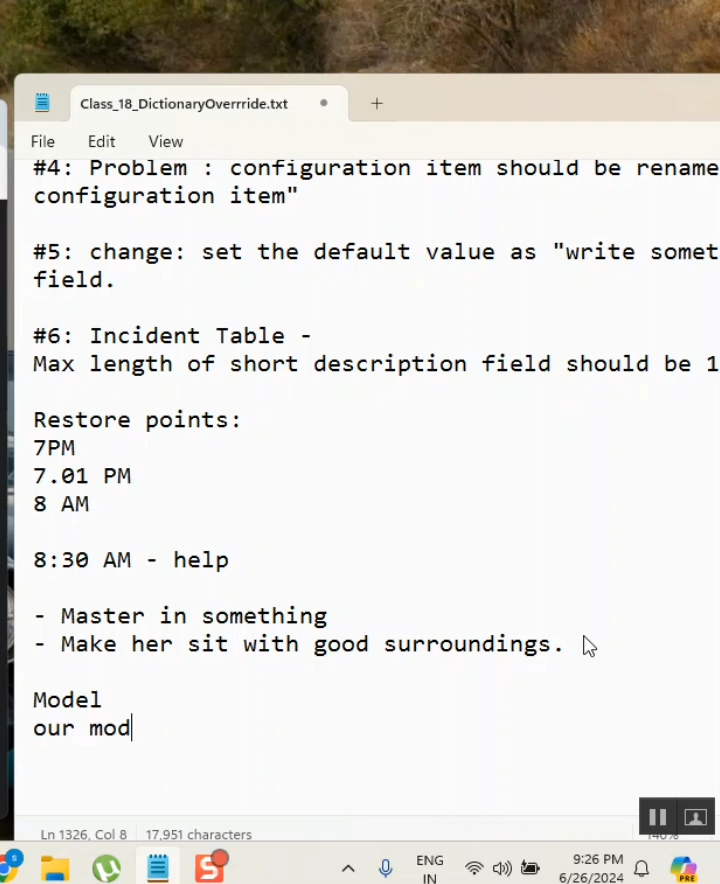 Class_18_DictionaryOverrride.txt
File Edit View
#4: Problem : configuration item should be rename
configuration item"
#5: change: set the default value as "write somet
field.
#6: Incident Table -
Max length of short description field should be 1
Restore points:
7PM
7.01 PM
8 AM
8:30 AM - help
- Master in something
- Make her sit with good surroundings.
Model
our mod
Ln 1326, Col 8 17,951 characters 140%
ENG
IN
9:26 PM
6/26/2024
PRE